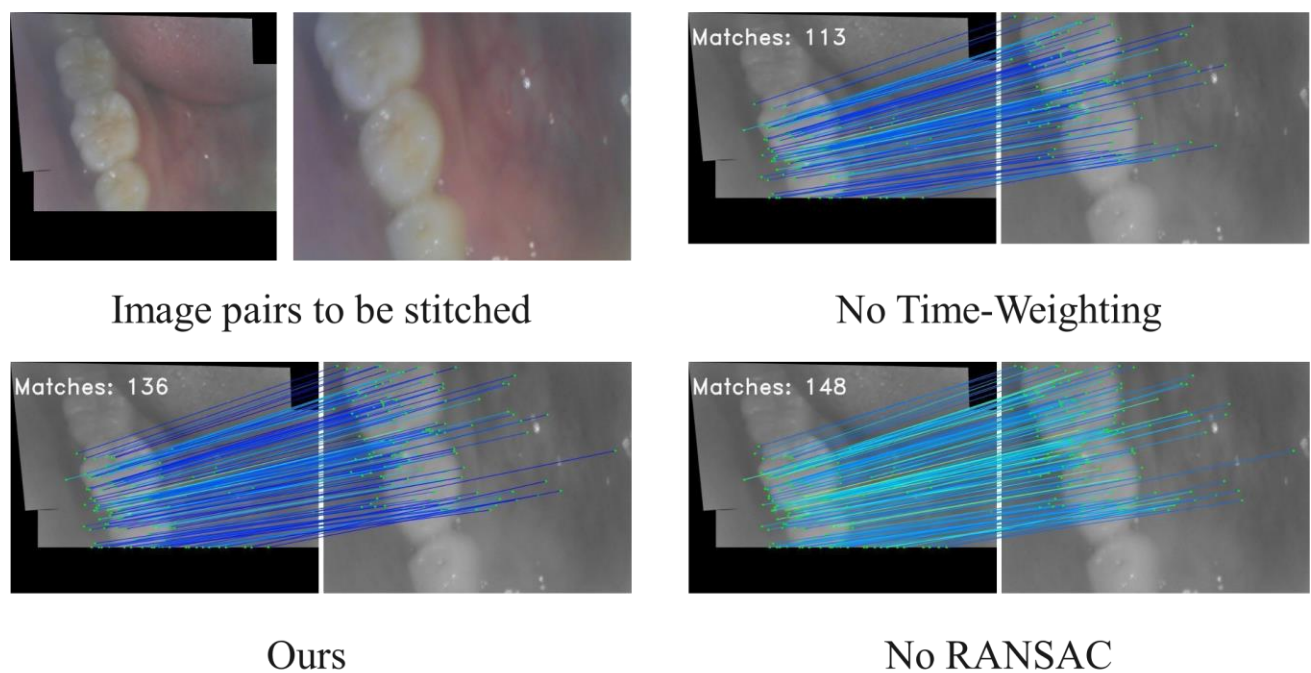 Matches: 113
Image pairs to be stitched
No Time-Weighting
Matches: 136
Matches: 148
Ours
No RANSAC